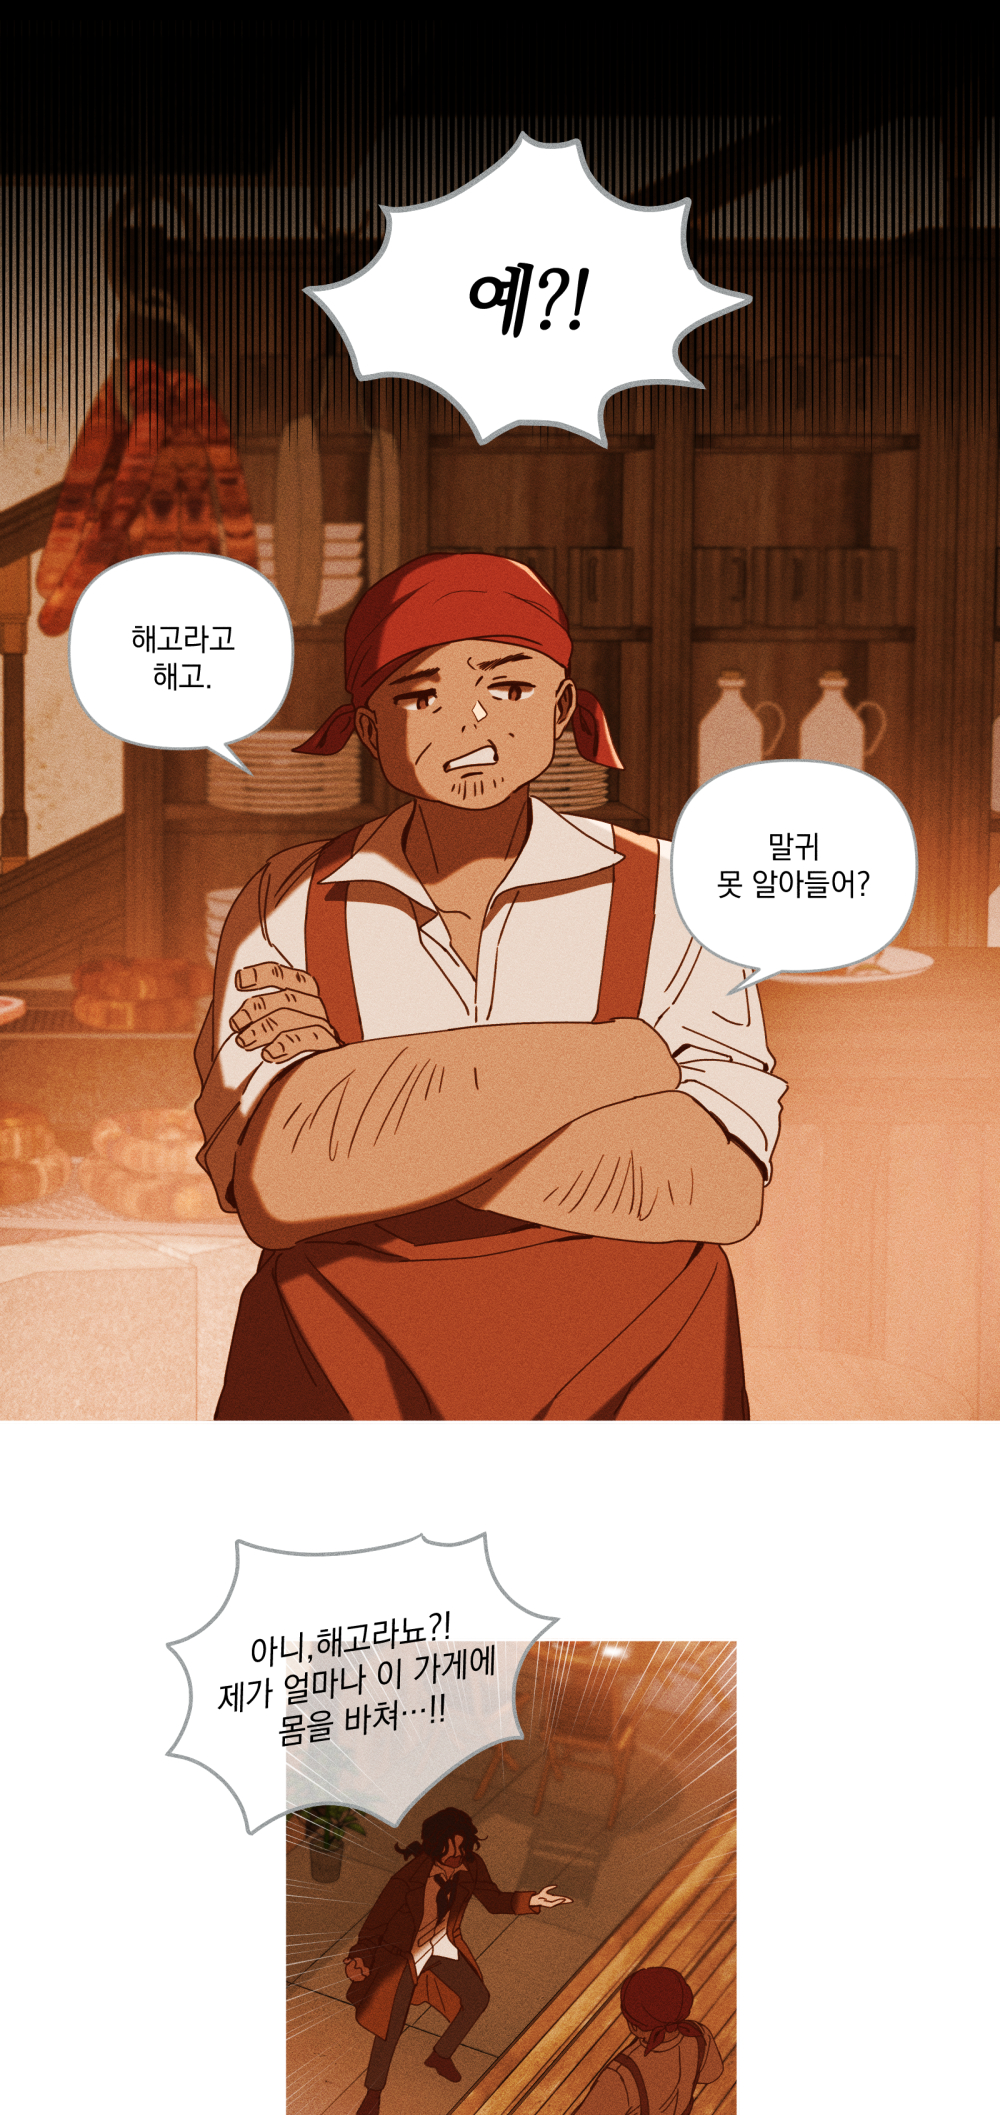 예?!
해고라고
해고.
말귀
못 알아들어?
아니,해고라뇨?!
제가 얼마나 이 가게에
몸을 바쳐…!!